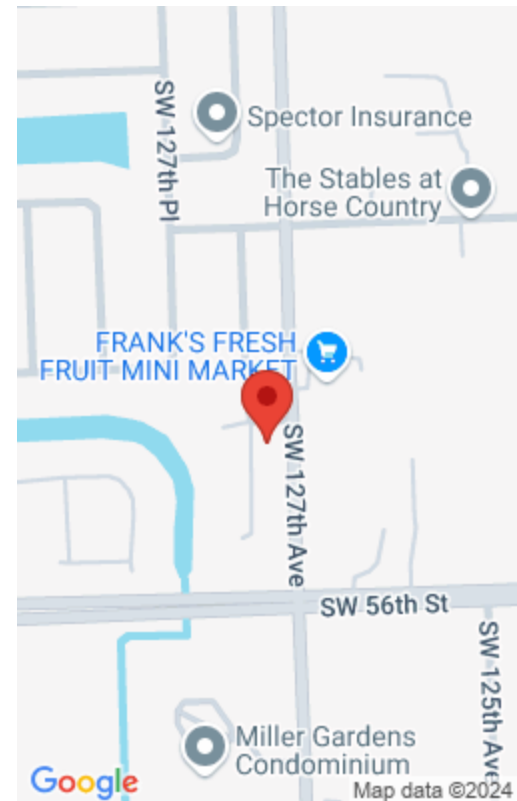 SW 127th Pl
Spector Insurance
The Stables at
Horse Country
FRANK'S FRESH
FRUIT MINI MARKET
SW 127th Ave
SW 56th St
SW 125th Ave
Miller Gardens
Condominium
Google
Map data ©2024